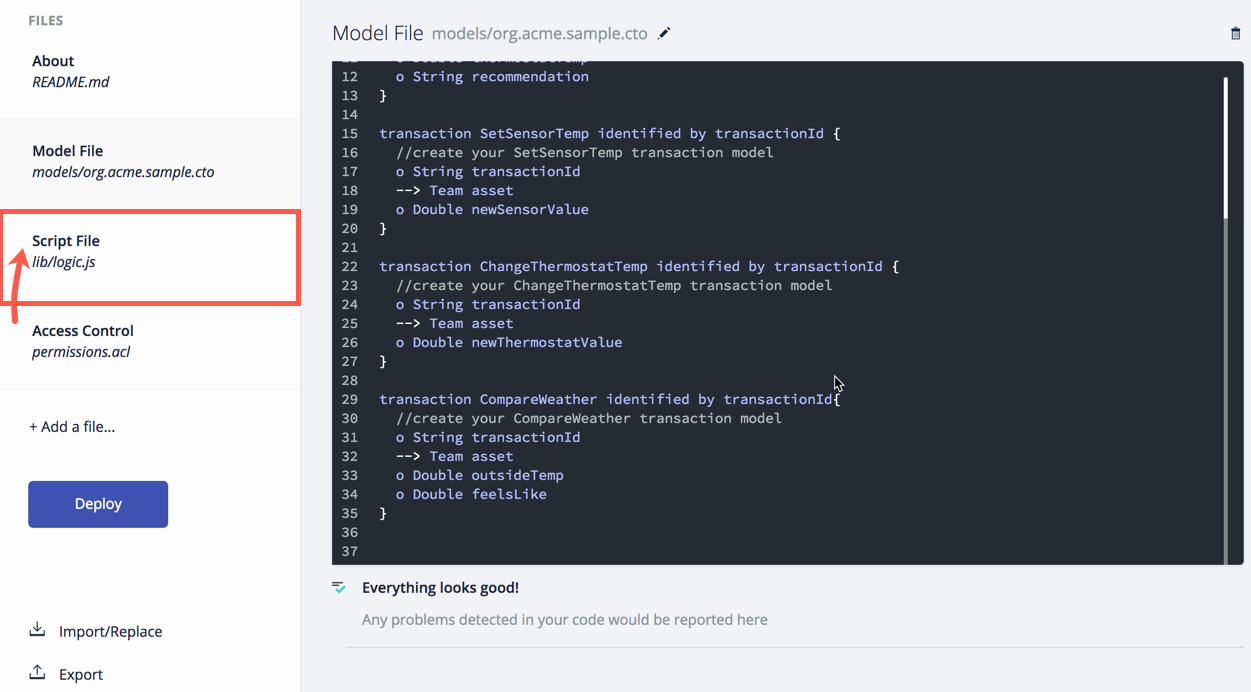 FILES
About
README.md
Model File
models/org.acme.sample.cto
Script File
lib/logic.js
Access Control
permissions.acl
+ Add a file...
Deploy
Import/Replace
Export
Model File models/org.acme.sample.cto
12 o String recommendation
13 }
14
15 transaction SetSensorTemp identified by transactionId {
16 //create your SetSensorTemp transaction model
17 o String transactionId
18 --> Team asset
19 o Double newSensorValue
20 }
21
22 transaction ChangeThermostatTemp identified by transactionId {
23 //create your ChangeThermostatTemp transaction model
24 o String transactionId
25 --> Team asset
26 o Double newThermostatValue
27 }
28
29 transaction CompareWeather identified by transactionId{
30 //create your CompareWeather transaction model
31 o String transactionId
32 --> Team asset
33 o Double outsideTemp
34 o Double feelsLike
35 }
36
37
Everything looks good!
Any problems detected in your code would be reported here